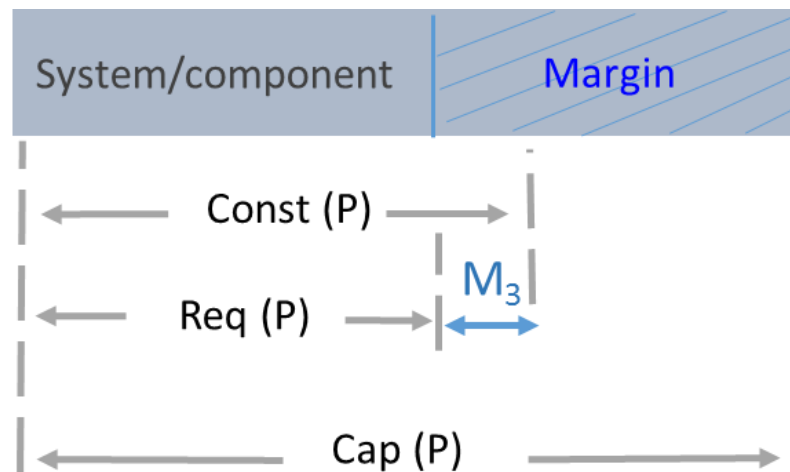 System/component Margin
Const (P)
M₃
Req (P)
Cap (P)